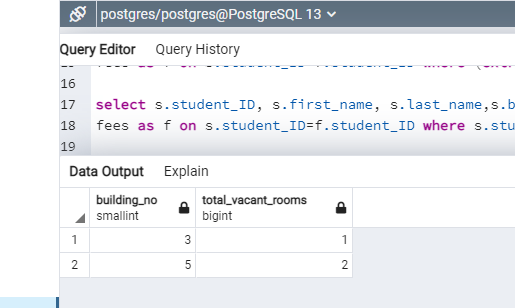 postgres/postgres@PostgreSQL 13
Query Editor Query History
16
17 select s.student_ID, s.first_name, s.last_name,s.b
18 fees as f on s.student_ID=f.student_ID where s.stu
19
Data Output Explain
building_no total_vacant_rooms
smallint bigint
1 3 1
2 5 2